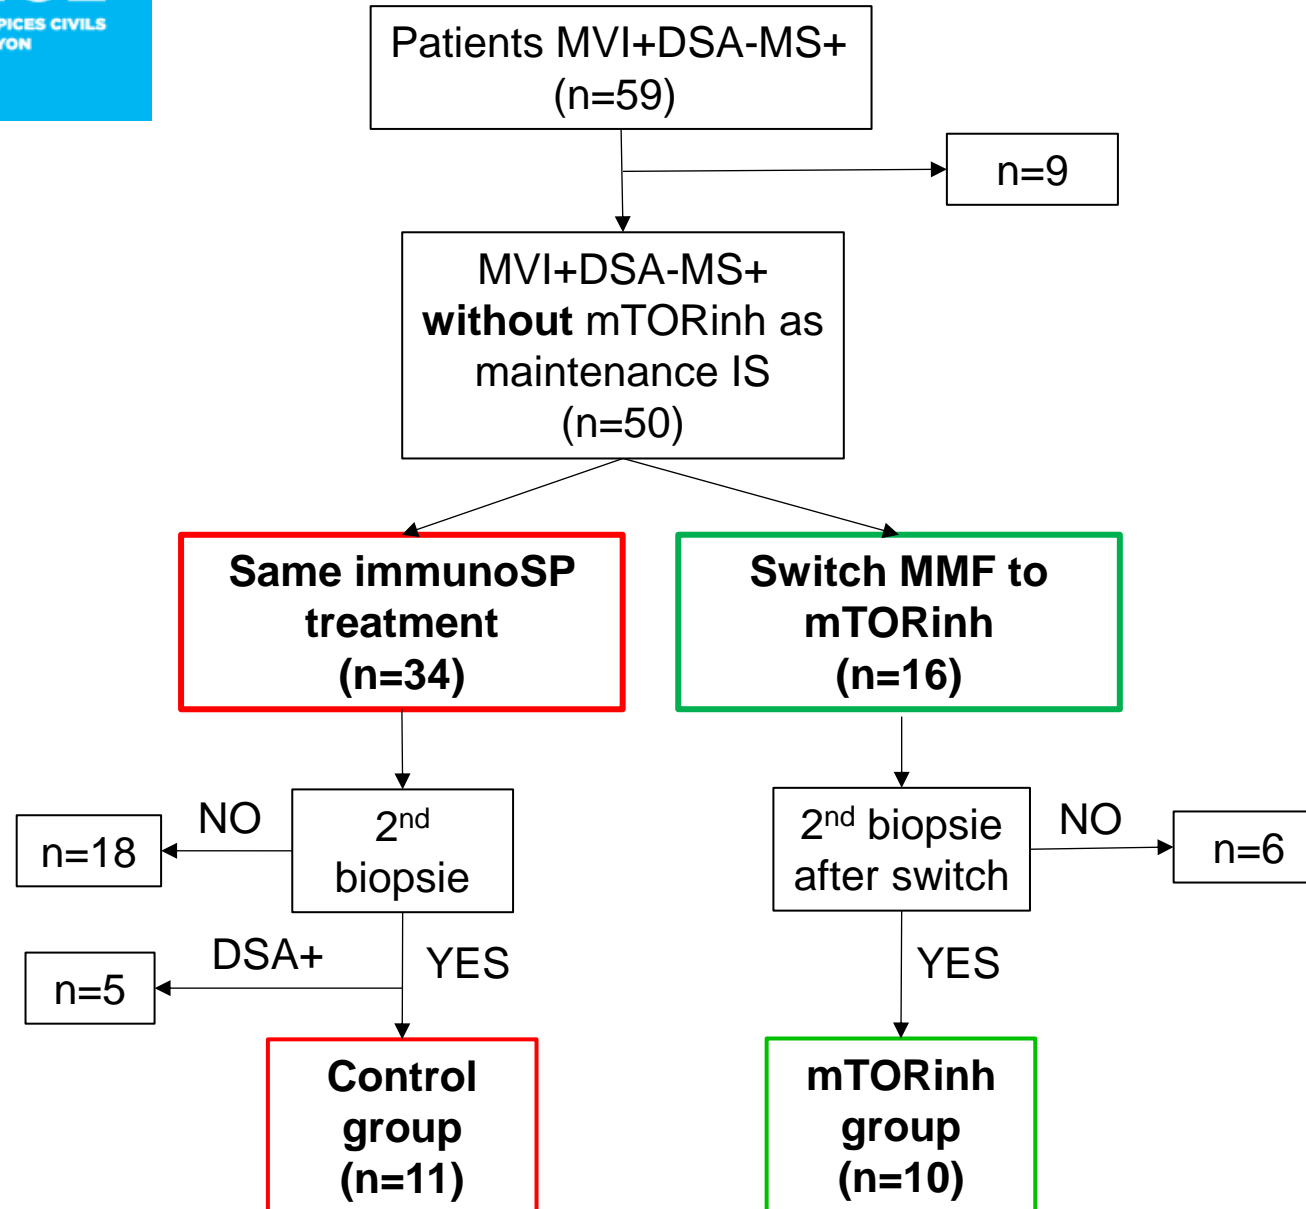 PICES CIVILS
YON
Patients MVI+DSA-MS+
(n=59)
n=9
MVI+DSA-MS+
without mTORinh as
maintenance IS
(n=50)
Same immunoSP
treatment
(n=34)
Switch MMF to
mTORinh
(n=16)
NO
n=18
2nd
biopsie
2nd biopsie
after switch
NO
n=6
DSA+
YES
n=5
YES
Control
group
(n=11)
mTORinh
group
(n=10)